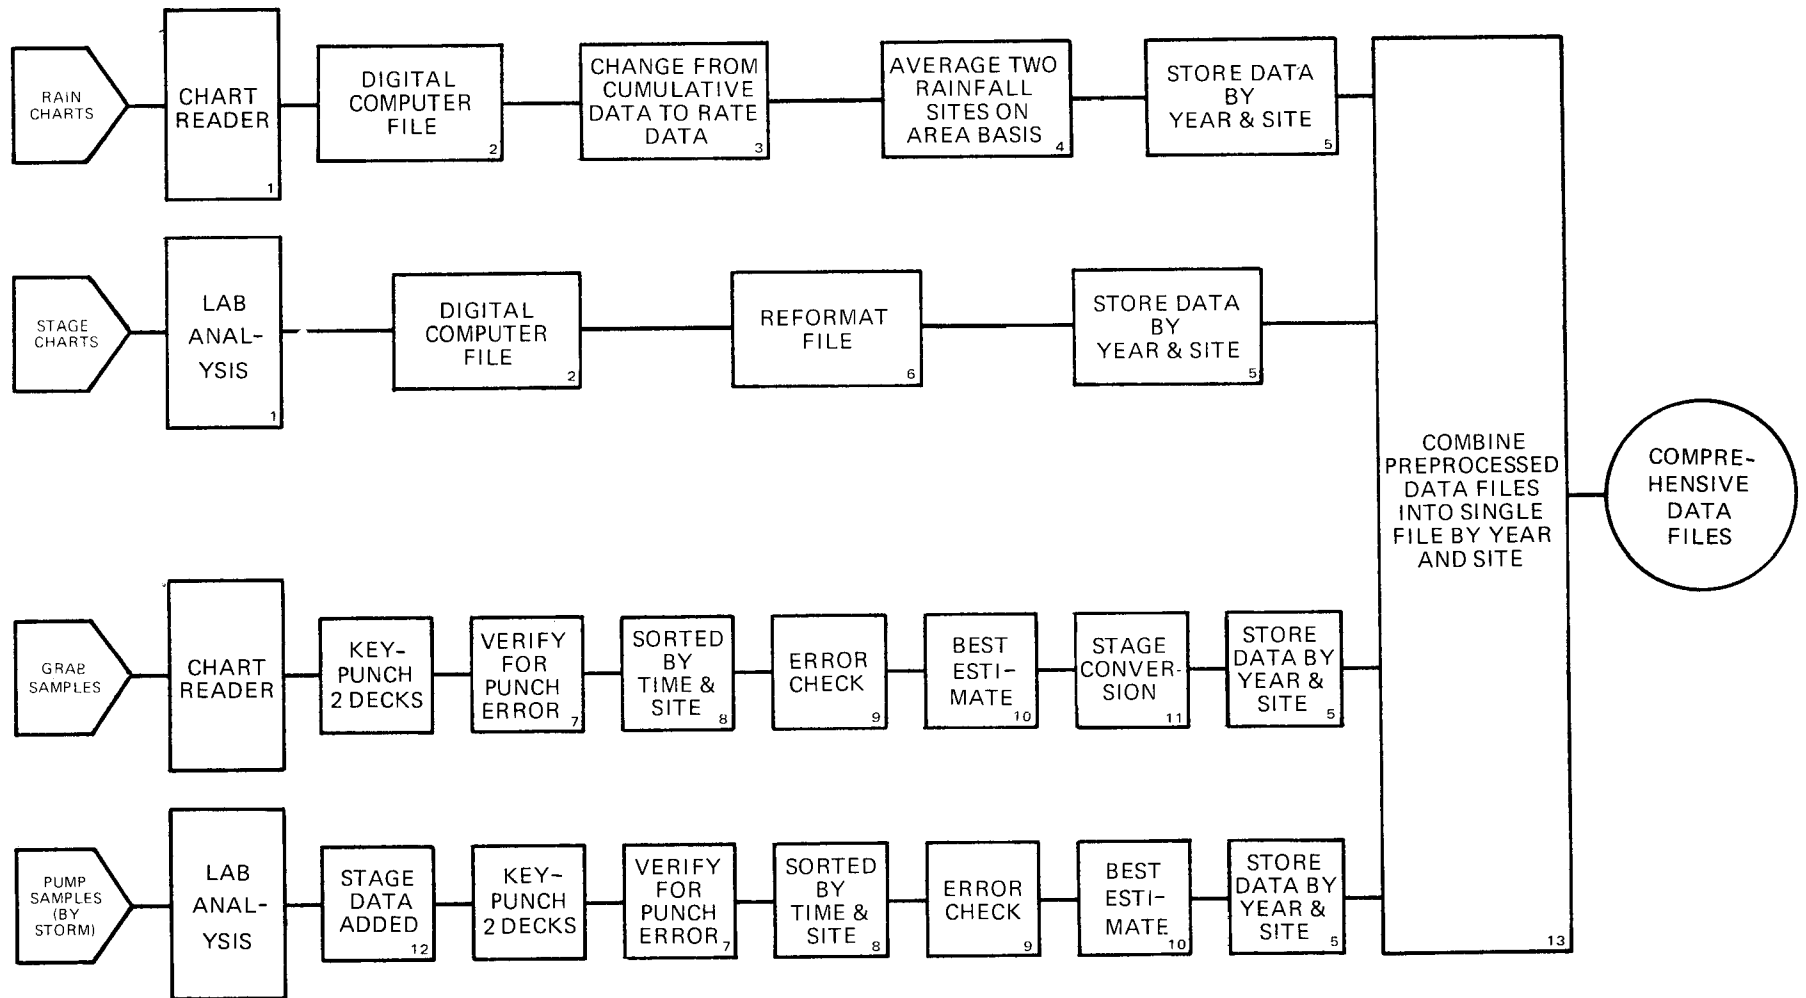 RAIN
CHARTS
CHART
READER
1
DIGITAL
COMPUTER
FILE
2
CHANGE FROM
CUMULATIVE
DATA TO RATE
DATA
3
AVERAGE TWO
RAINFALL
SITES ON
AREA BASIS
4
STORE DATA
BY
YEAR & SITE
5
STAGE
CHARTS
LAB
ANAL-
YSIS
1
DIGITAL
COMPUTER
FILE
2
REFORMAT
FILE
6
STORE DATA
BY
YEAR & SITE
5
GRAB
SAMPLES
CHART
READER
KEY-
PUNCH
2 DECKS
VERIFY
FOR
PUNCH
ERROR
7
SORTED
BY
TIME &
SITE
8
ERROR
CHECK
9
BEST
ESTI-
MATE
10
STAGE
CONVER-
SION
11
STORE
DATA BY
YEAR &
SITE
5
PUMP
SAMPLES
(BY
STORM)
LAB
ANAL-
YSIS
STAGE
DATA
ADDED
12
KEY-
PUNCH
2 DECKS
VERIFY
FOR
PUNCH
ERROR
7
SORTED
BY
TIME &
SITE
8
ERROR
CHECK
9
BEST
ESTI-
MATE
10
STORE
DATA BY
YEAR &
SITE
5
COMBINE
PREPROCESSED
DATA FILES
INTO SINGLE
FILE BY YEAR
AND SITE
13
COMPRE-
HENSIVE
DATA
FILES